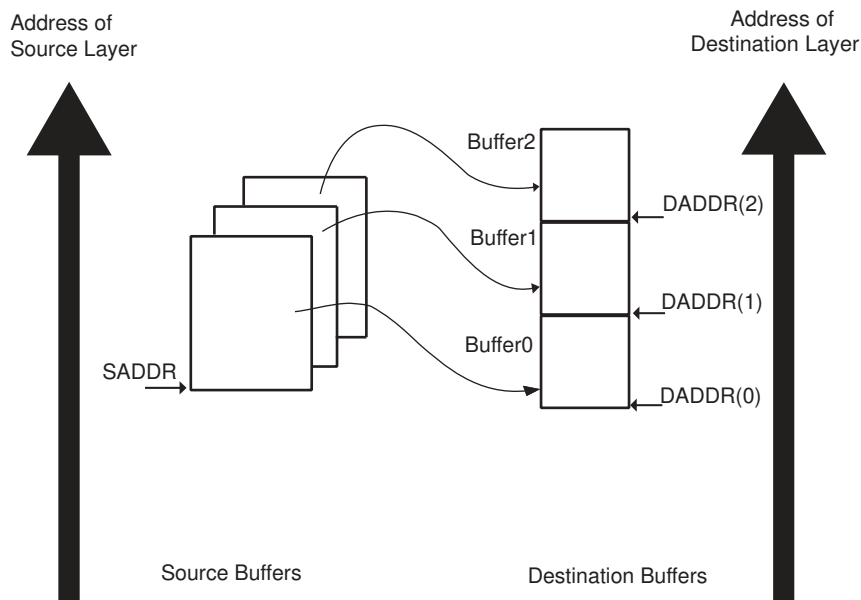 Address of
Source Layer
Address of
Destination Layer
Buffer2
DADDR(2)
Buffer1
DADDR(1)
Buffer0
SADDR
DADDR(0)
Source Buffers
Destination Buffers